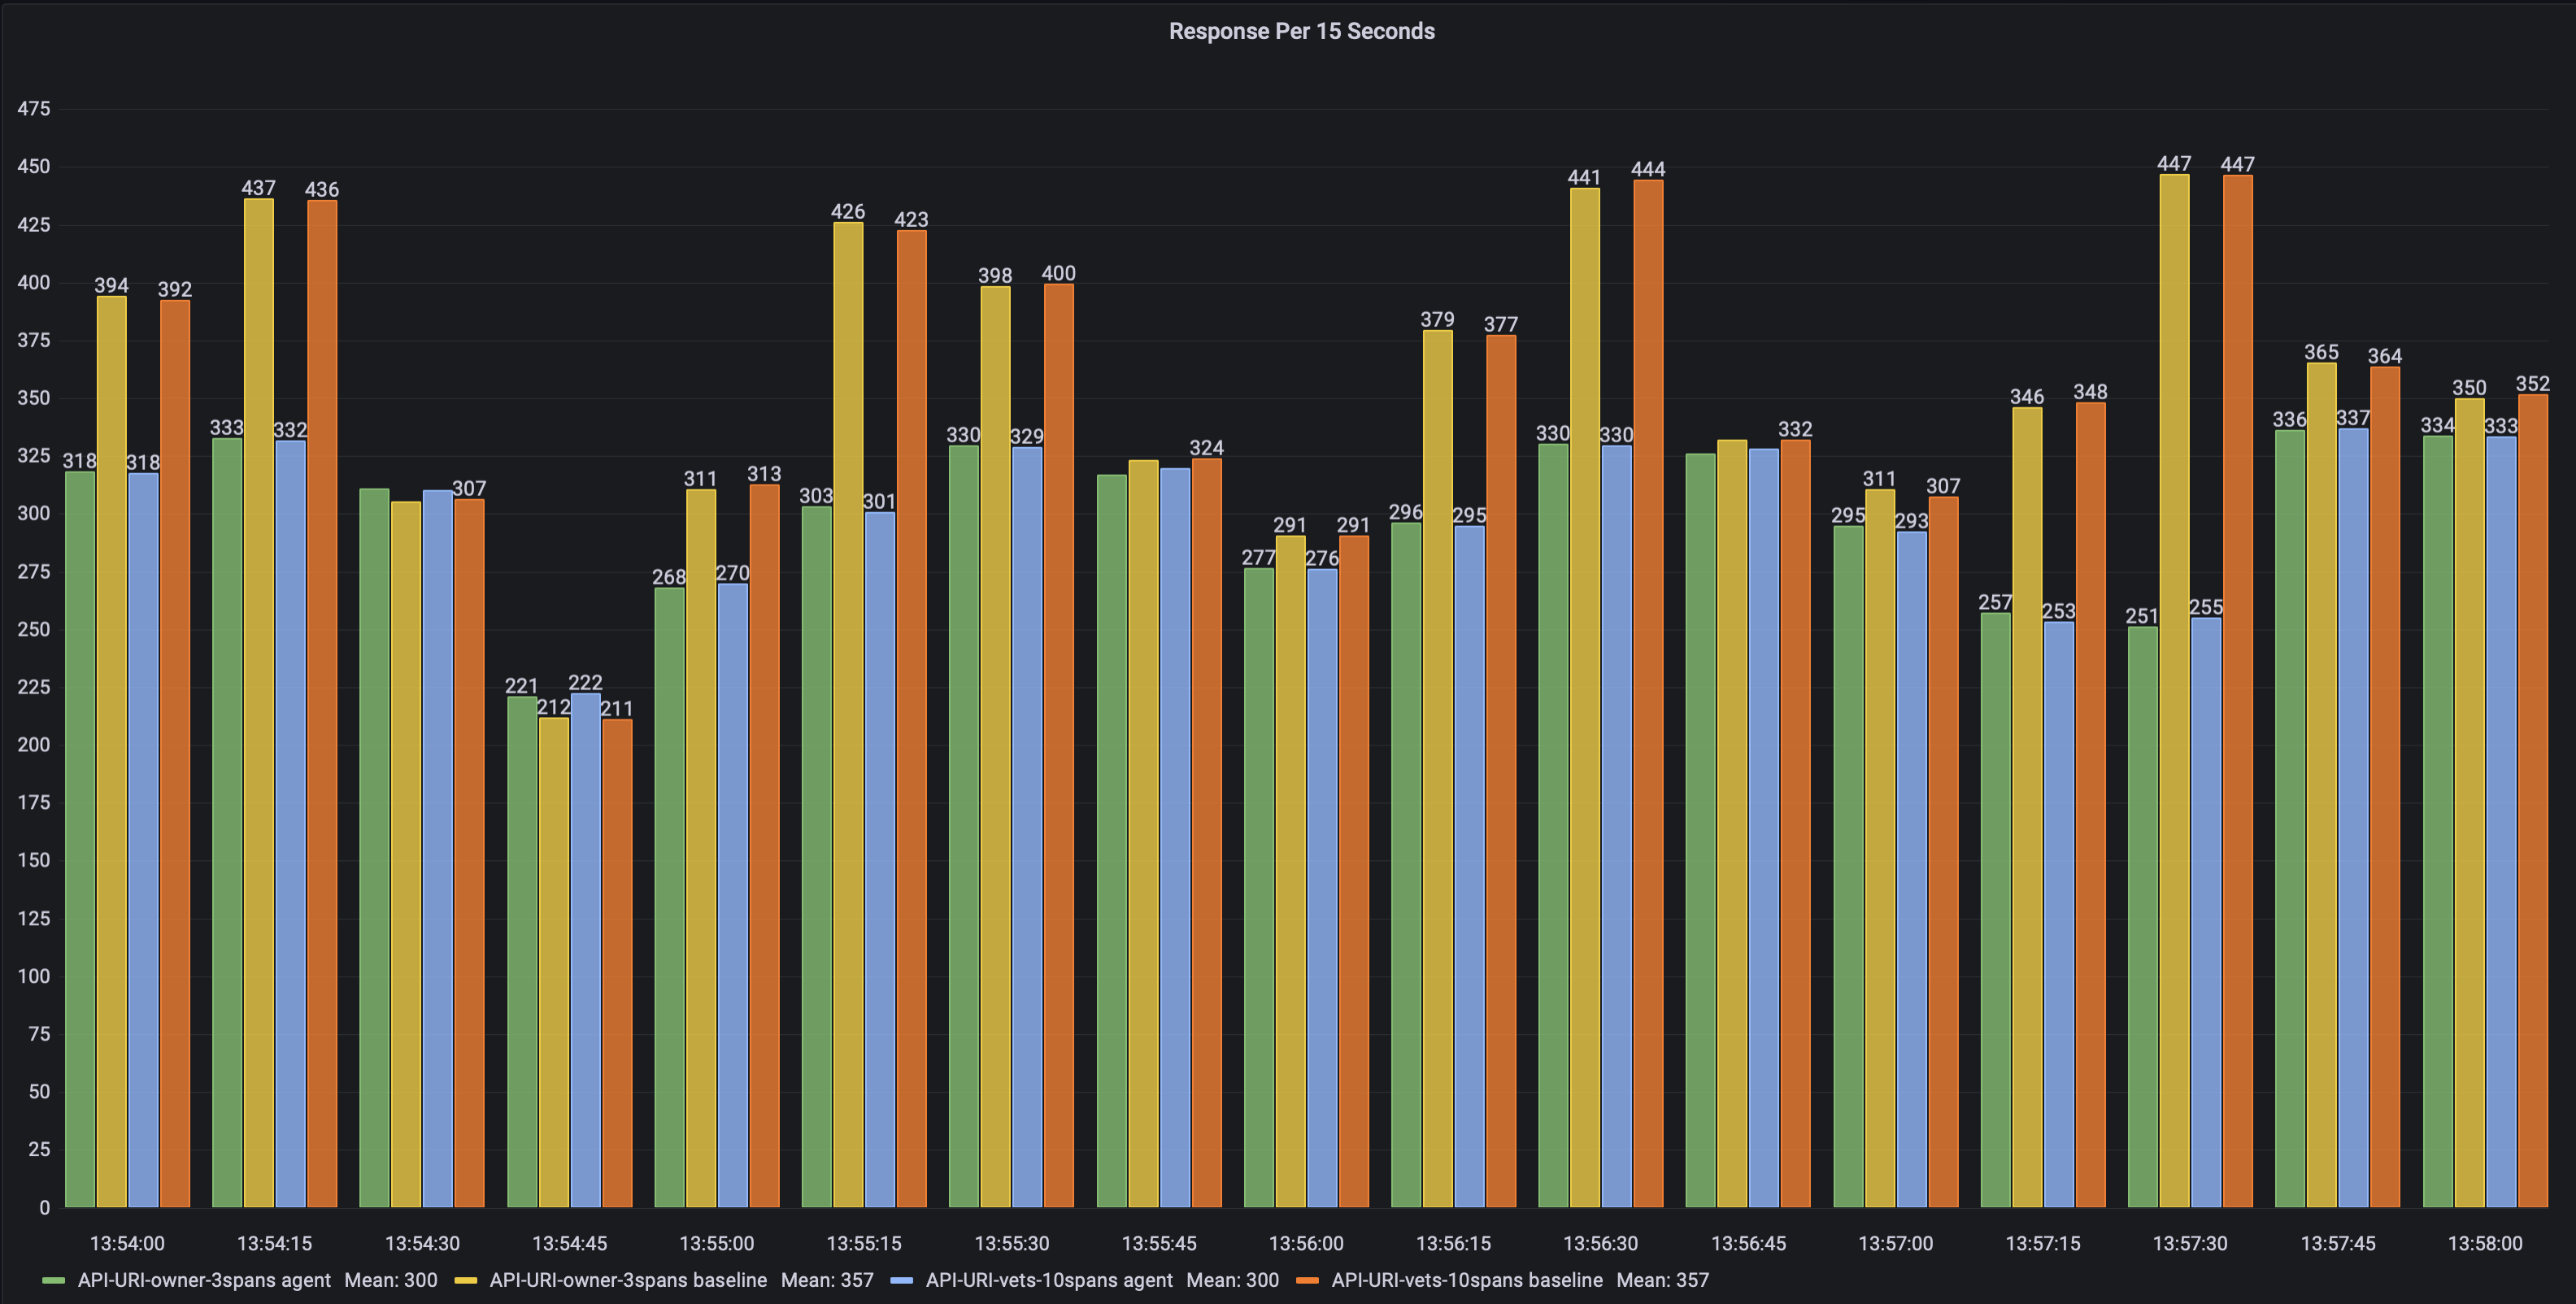 Response Per 15 Seconds
475
450
425
400
375
350
325
300
275
250
225
200
175
150
125
100
75
50
25
0
318 394 318 392
333 437 332 436
307
221 212 222 211
268 311 270 313
303 426 301 423
330 398 329 400
324
277 291 276 291
296 379 295 377
330 441 330 444
332
295 311 293 307
257 346 253 348
251 447 255 447
336 365 337 364
334 350 333 352
13:54:00 13:54:15 13:54:30 13:54:45 13:55:00 13:55:15 13:55:30 13:55:45 13:56:00 13:56:15 13:56:30 13:56:45 13:57:00 13:57:15 13:57:30 13:57:45 13:58:00
API-URI-owner-3spans agent Mean: 300 API-URI-owner-3spans baseline Mean: 357 API-URI-vets-10spans agent Mean: 300 API-URI-vets-10spans baseline Mean: 357